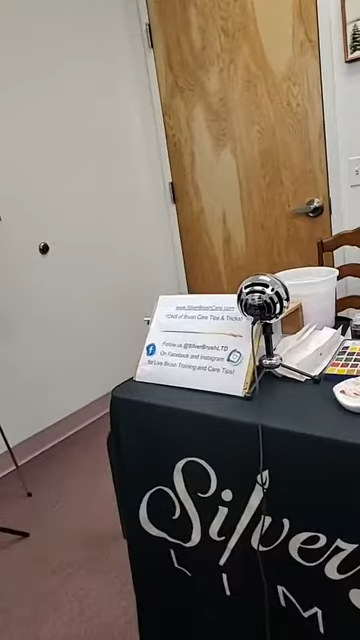 www.SilverBrushCare.com
TONS of Brush Care Tips & Tricks!
Follow us @SilverBrushLTD
On Facebook and Instagram
for Live Brush Training and Care Tips!
Silver
LIM